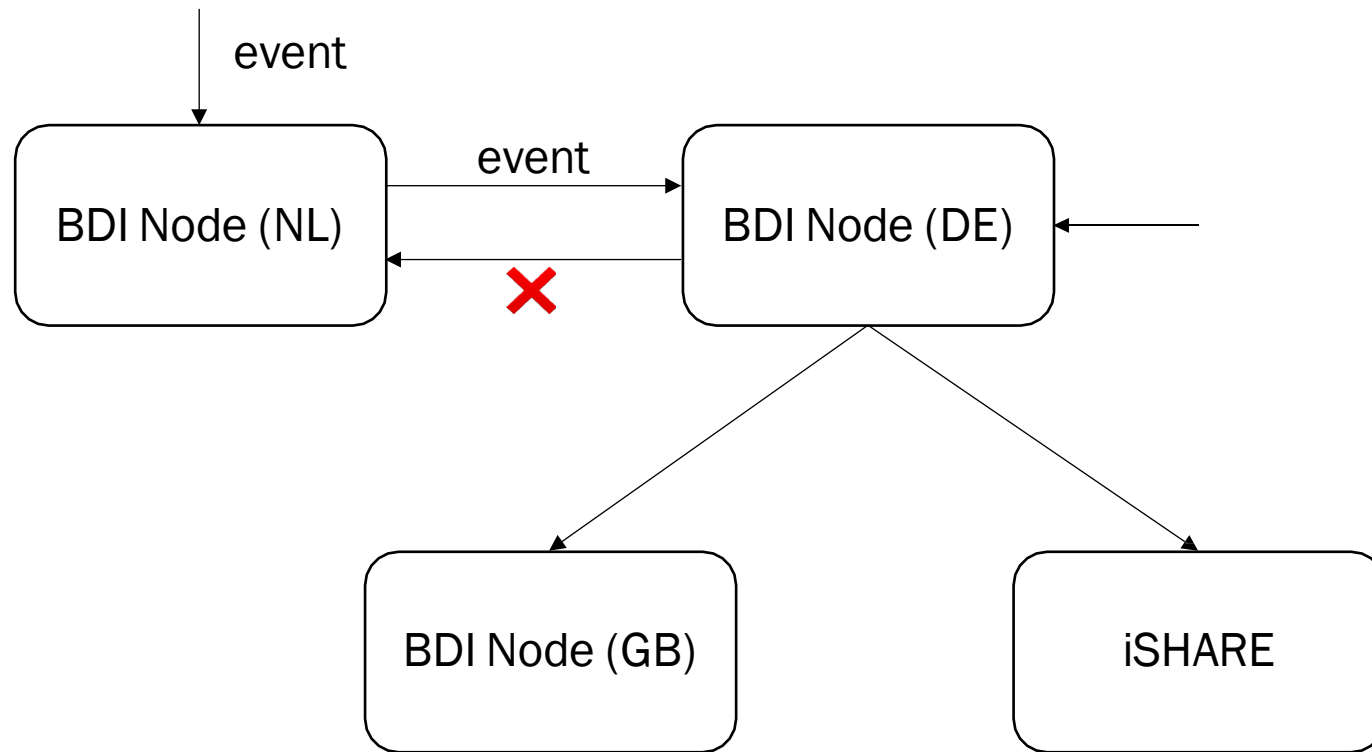 event
event
BDI Node (NL)
BDI Node (DE)
BDI Node (GB)
iSHARE